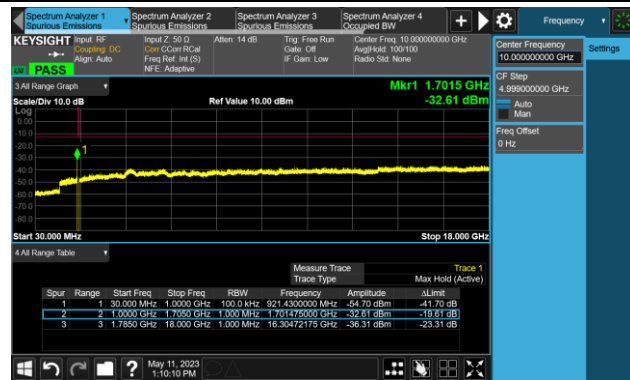 Spectrum Analyzer 1
Spurious Emissions
Spectrum Analyzer 2
Spurious Emissions
Spectrum Analyzer 3
Spurious Emissions
Spectrum Analyzer 4
Occupied BW
Frequency
KEYSIGHT
Input: RF
Coupling: DC
Align: Auto
Input Z: 50 Ω
Corr CCorr RCal
Freq Ref: Int (S)
NFE: Adaptive
Atten: 14 dB
Trig: Free Run
Gate: Off
IF Gain: Low
Center Freq: 10.000000000 GHz
Avg|Hold: 100/100
Radio Std: None
PASS
Center Frequency
10.000000000 GHz
Settings
CF Step
4.999000000 GHz
Auto
Man
Freq Offset
0 Hz
3 All Range Graph
Mkr1 1.7015 GHz
Scale/Div 10.0 dB
Ref Value 10.00 dBm
-32.61 dBm
Log
0.00
-10.0
-20.0
-30.0
-40.0
-50.0
-60.0
-70.0
-80.0
1
Start 30.000 MHz
Stop 18.000 GHz
4 All Range Table
Measure Trace Trace 1
Trace Type Max Hold (Active)
Spur Range Start Freq Stop Freq RBW Frequency Amplitude ΔLimit
1 1 30.000 MHz 1.0000 GHz 100.0 kHz 921.4300000 MHz -54.70 dBm -41.70 dB
2 2 1.0000 GHz 1.7050 GHz 1.000 MHz 1.701475000 GHz -32.61 dBm -19.61 dB
3 3 1.7850 GHz 18.000 GHz 1.000 MHz 16.30472175 GHz -36.31 dBm -23.31 dB
May 11, 2023
1:10:10 PM